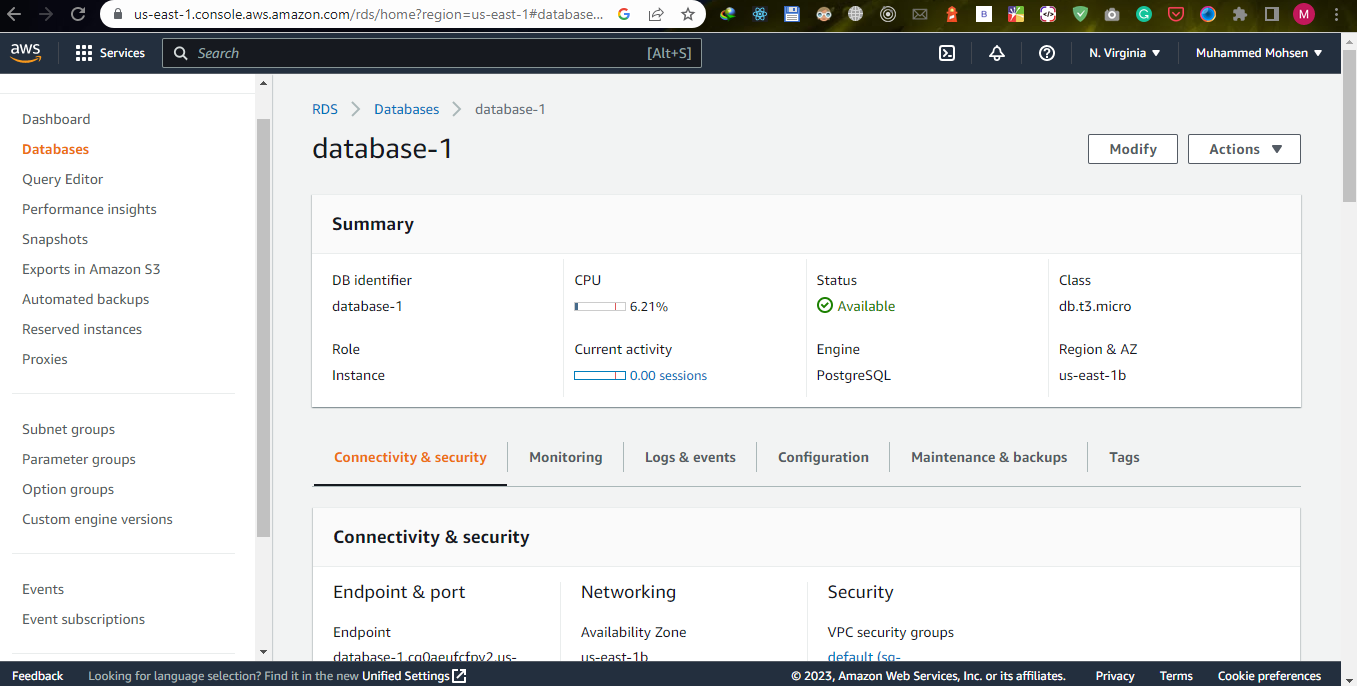 us-east-1.console.aws.amazon.com/rds/home?region=us-east-1#database...
aws
Services
Search
[Alt+S]
N. Virginia
Muhammed Mohsen
M
Dashboard
Databases
Query Editor
Performance insights
Snapshots
Exports in Amazon S3
Automated backups
Reserved instances
Proxies
Subnet groups
Parameter groups
Option groups
Custom engine versions
Events
Event subscriptions
RDS
Databases
database-1
database-1
Modify
Actions
Summary
DB identifier
database-1
CPU
6.21%
Status
Available
Class
db.t3.micro
Role
Instance
Current activity
0.00 sessions
Engine
PostgreSQL
Region & AZ
us-east-1b
Connectivity & security
Monitoring
Logs & events
Configuration
Maintenance & backups
Tags
Connectivity & security
Endpoint & port
Endpoint
database-1.cq0aeufcfpv2.us-
Networking
Availability Zone
us-east-1b
Security
VPC security groups
default (sg-
Feedback
Looking for language selection? Find it in the new Unified Settings
© 2023, Amazon Web Services, Inc. or its affiliates.
Privacy
Terms
Cookie preferences